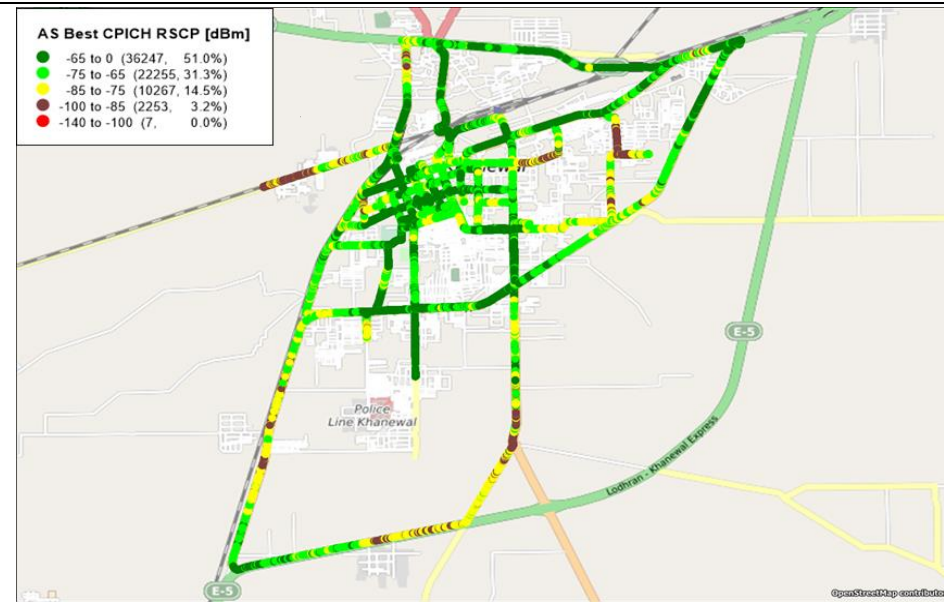 AS Best CPICH RSCP [dBm]
-65 to 0 (36247, 51.0%)
-75 to -65 (22255, 31.3%)
-85 to -75 (10267, 14.5%)
-100 to -85 (2253, 3.2%)
-140 to -100 (7, 0.0%)
E-5
Police
Line Khanewal
Lodhran - Khanewal Express
E-5
OpenStreetMap contributo